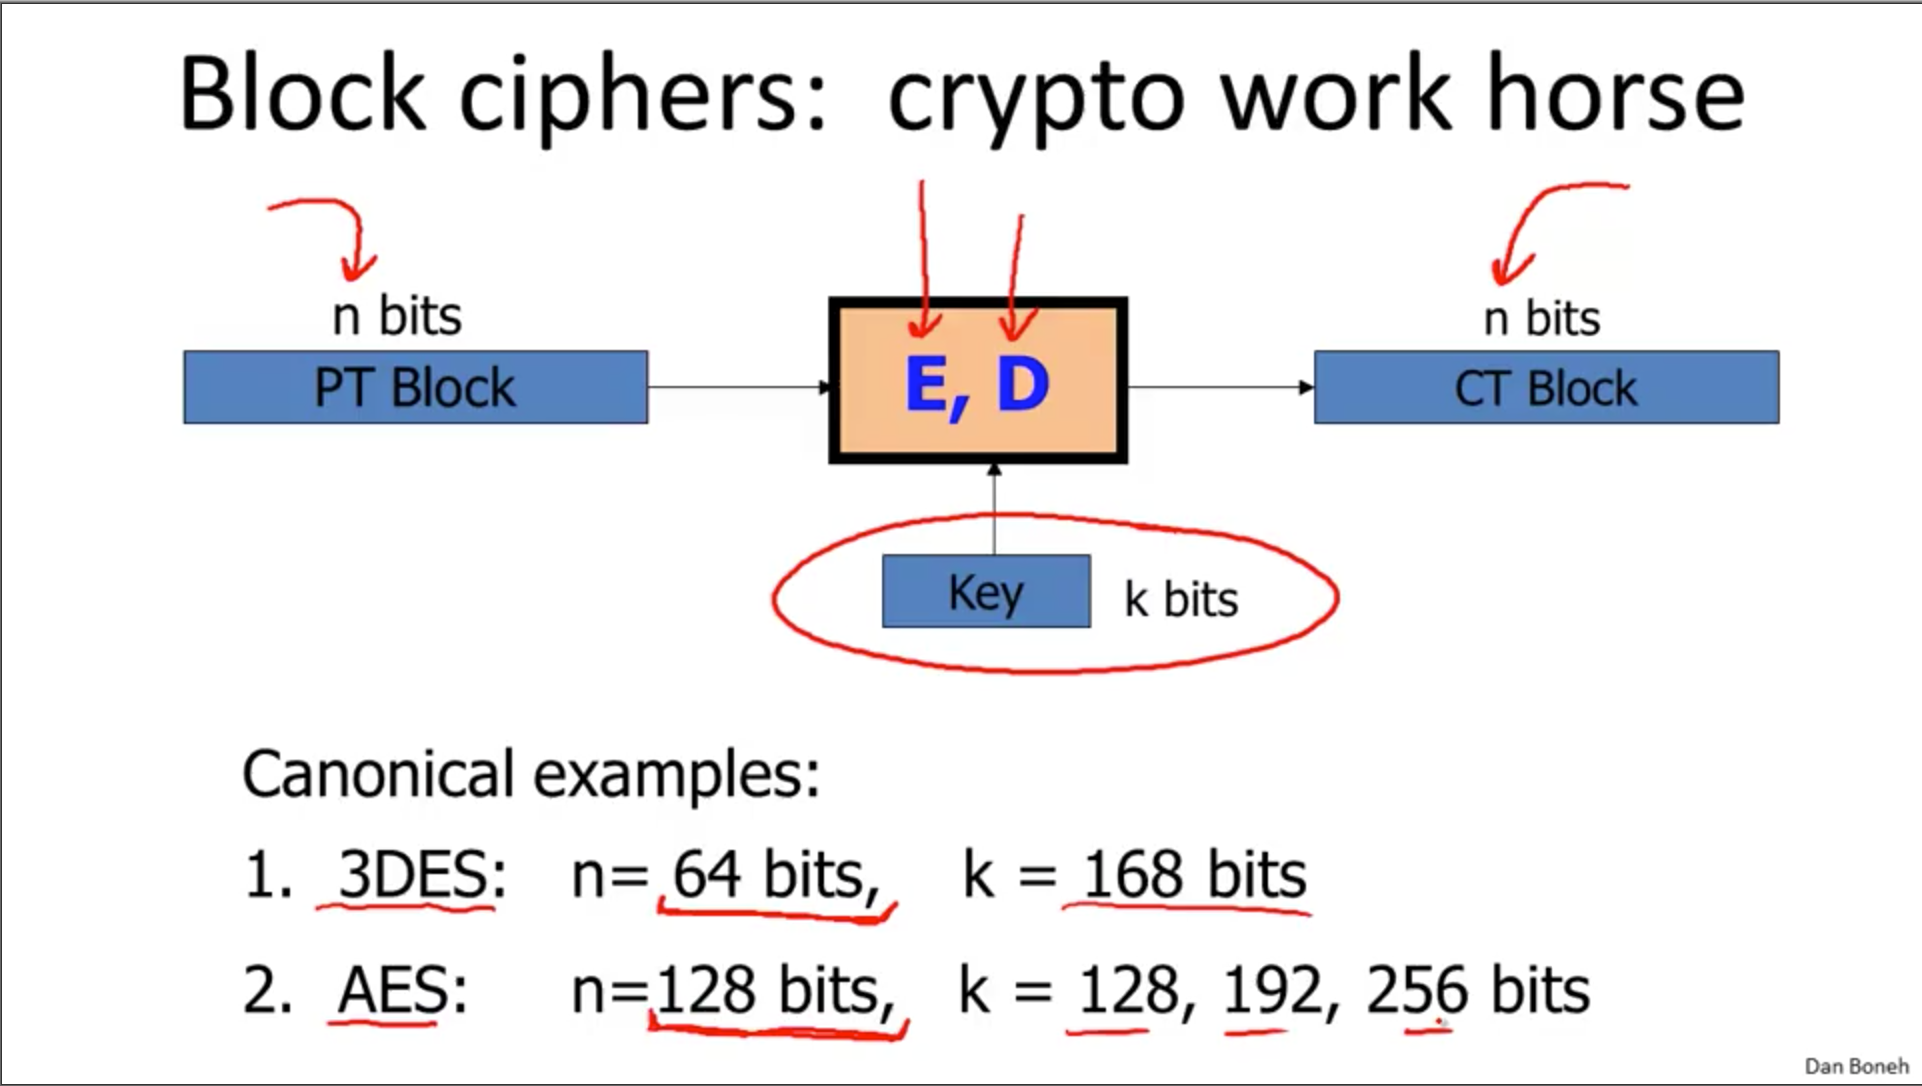 Block ciphers: crypto work horse
n bits
n bits
PT Block
E, D
CT Block
Key
k bits
Canonical examples:
1. 3DES: n= 64 bits, k = 168 bits
2. AES: n=128 bits, k = 128, 192, 256 bits
Dan Boneh